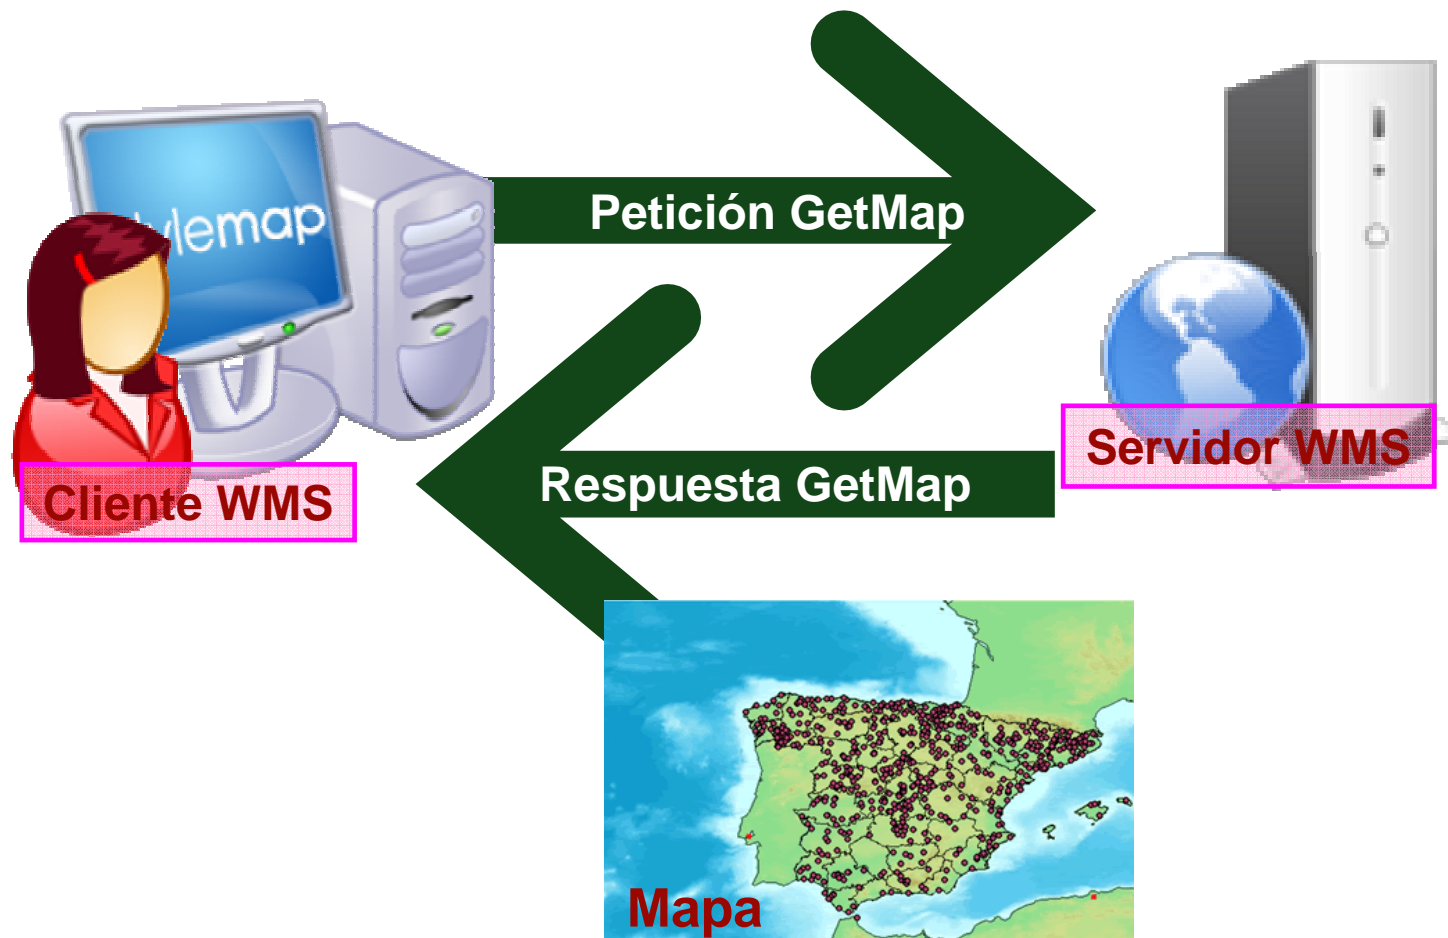 Petición GetMap
Respuesta GetMap
Servidor WMS
Cliente WMS
Mapa